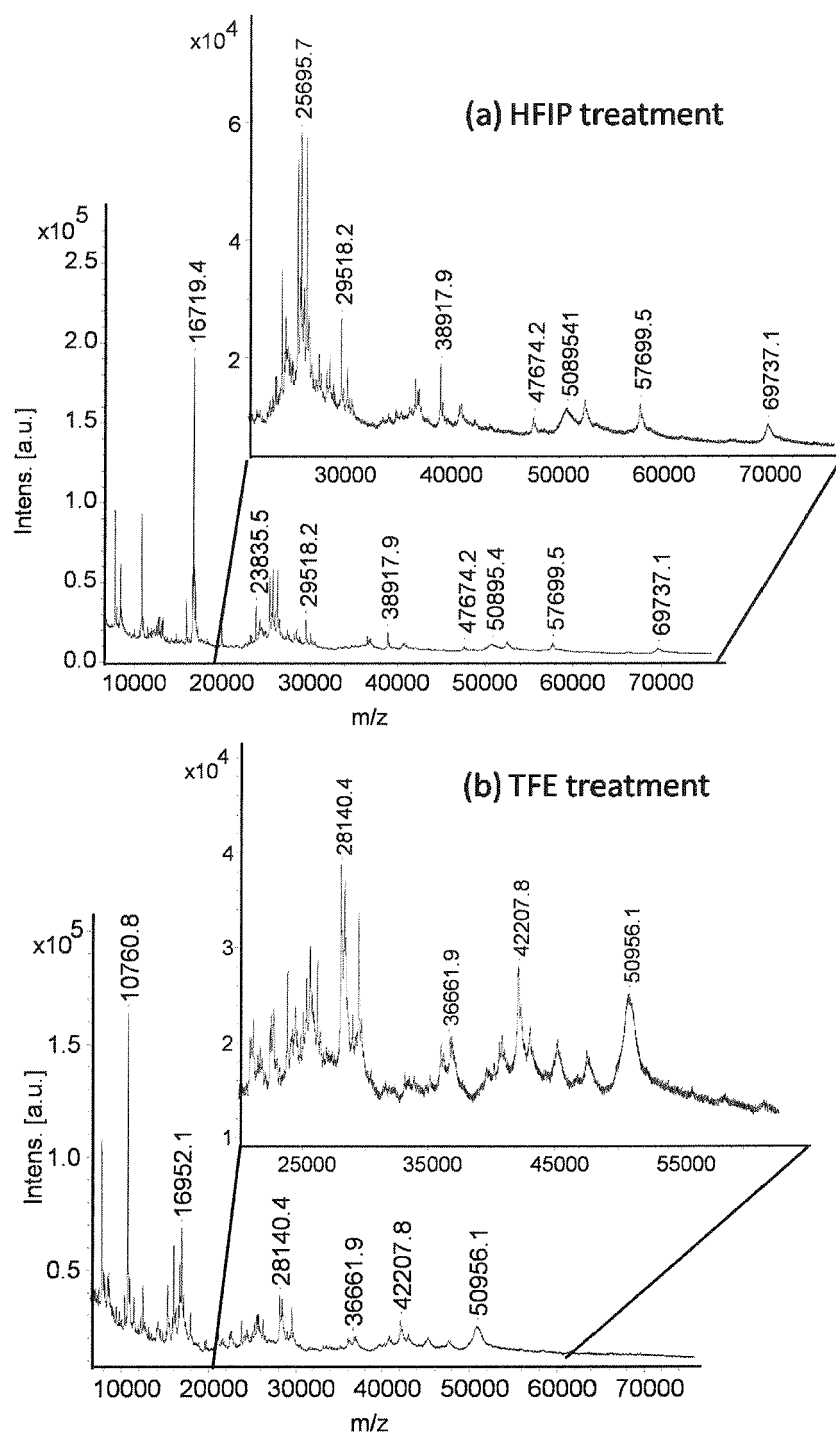 x10^4
6
4
2
25695.7
29518.2
38917.9
47674.2
5089541
57699.5
69737.1
(a) HFIP treatment
30000 40000 50000 60000 70000
x10^5
2.5
2.0
1.5
1.0
0.5
0.0
Intens. [a.u.]
16719.4
23835.5
29518.2
38917.9
47674.2
50895.4
57699.5
69737.1
10000 20000 30000 40000 50000 60000 70000
m/z
x10^4
4
3
2
1
28140.4
36661.9
42207.8
50956.1
(b) TFE treatment
25000 35000 45000 55000
x10^5
1.5
1.0
0.5
Intens. [a.u.]
10760.8
16952.1
28140.4
36661.9
42207.8
50956.1
10000 20000 30000 40000 50000 60000 70000
m/z